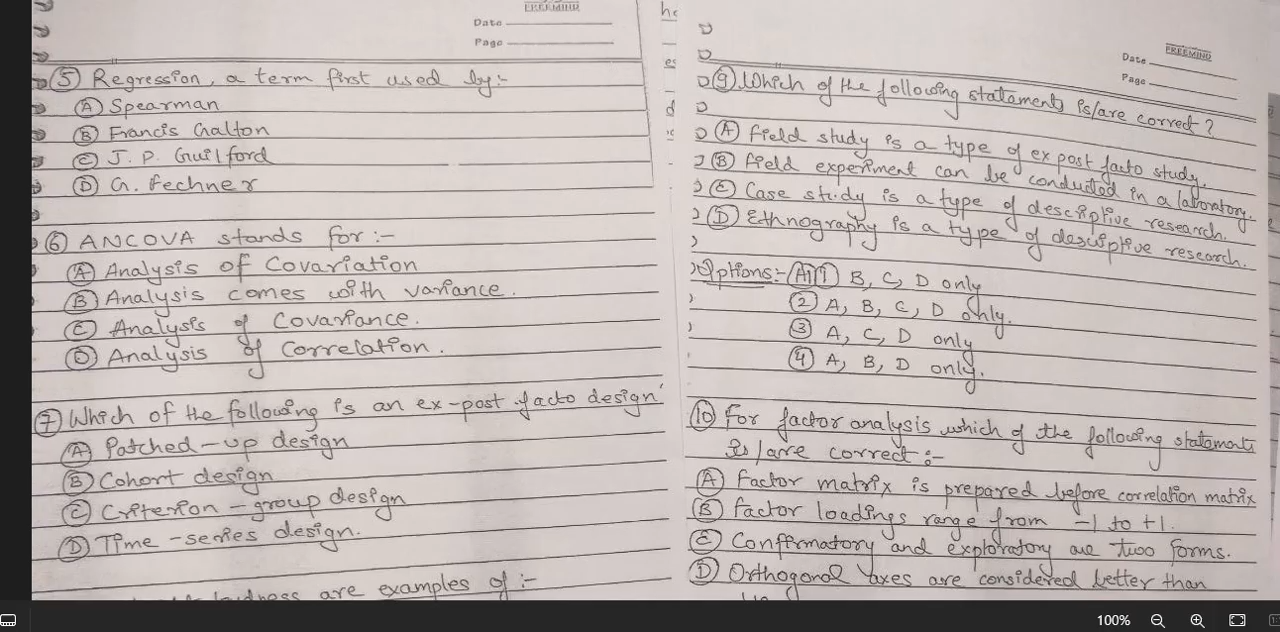 FREEMIND
Date
Page
5 Regression, a term first used by:-
A Spearman
B Francis Galton
C J. P. Guilford
D G. Fechner
6 ANCOVA stands for :-
A Analysis of Covariation
B Analysis comes with variance.
C Analysis of Covariance.
D Analysis of Correlation.
7 Which of the following is an ex-post facto design
A Patched-up design
B Cohort design
C Criterion-group design
D Time-series design.
are examples of :-
he
es
d
FREEMIND
Date
Page
9 Which of the following stataments is/are correct?
A Field study is a type of ex post facto study.
B Field experiment can be conducted in a laboratory.
C Case study is a type of descriptive research.
D Ethnography is a type of descriptive research.
Options:- 1 B, C, D only
2 A, B, C, D only.
3 A, C, D only
4 A, B, D only.
10 For factor analysis which of the following stataments
is/are correct :-
A Factor matrix is prepared before correlation matrix
B Factor loadings range from -1 to +1.
C Confirmatory and exploratory are two forms.
D Orthogonal axes are considered better than
100%